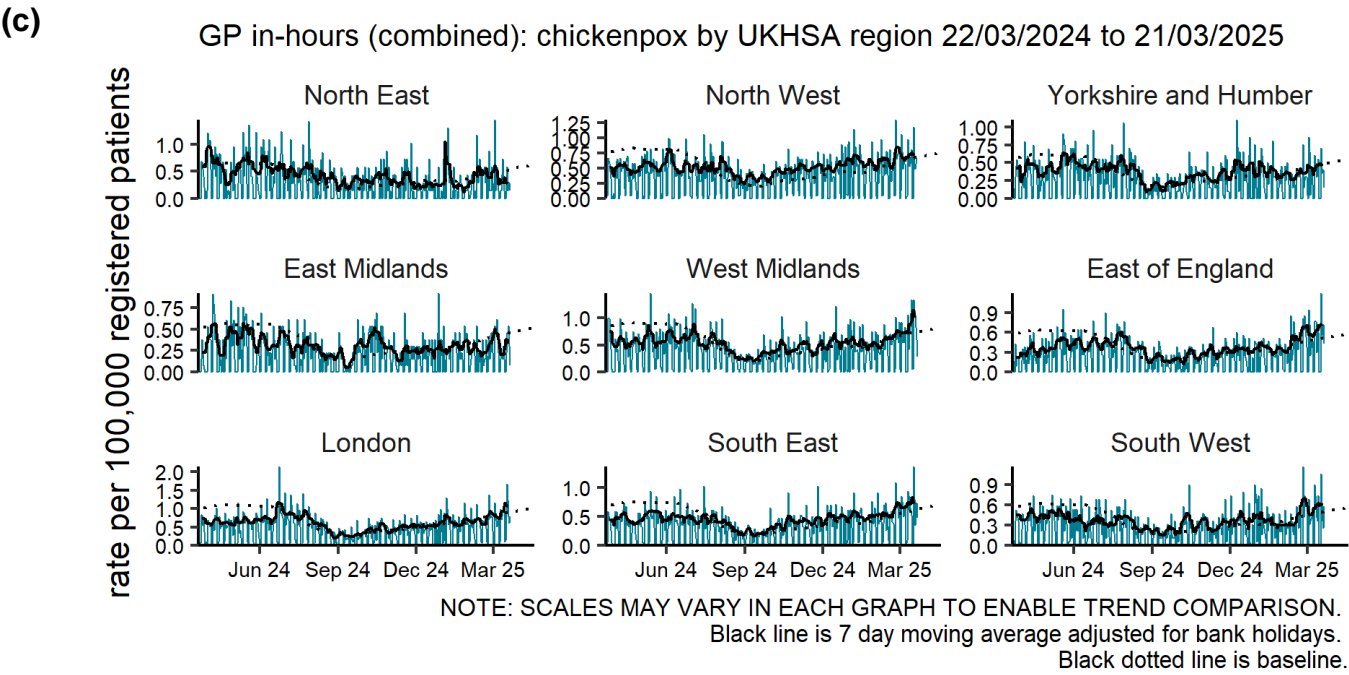 (c)
GP in-hours (combined): chickenpox by UKHSA region 22/03/2024 to 21/03/2025
rate per 100,000 registered patients
North East
1.0
0.5
0.0
North West
1.25
1.00
0.75
0.50
0.25
0.00
Yorkshire and Humber
1.00
0.75
0.50
0.25
0.00
East Midlands
0.75
0.50
0.25
0.00
West Midlands
1.0
0.5
0.0
East of England
0.9
0.6
0.3
0.0
London
2.0
1.5
1.0
0.5
0.0
Jun 24 Sep 24 Dec 24 Mar 25
South East
1.0
0.5
0.0
Jun 24 Sep 24 Dec 24 Mar 25
South West
0.9
0.6
0.3
0.0
Jun 24 Sep 24 Dec 24 Mar 25
NOTE: SCALES MAY VARY IN EACH GRAPH TO ENABLE TREND COMPARISON.
Black line is 7 day moving average adjusted for bank holidays.
Black dotted line is baseline.